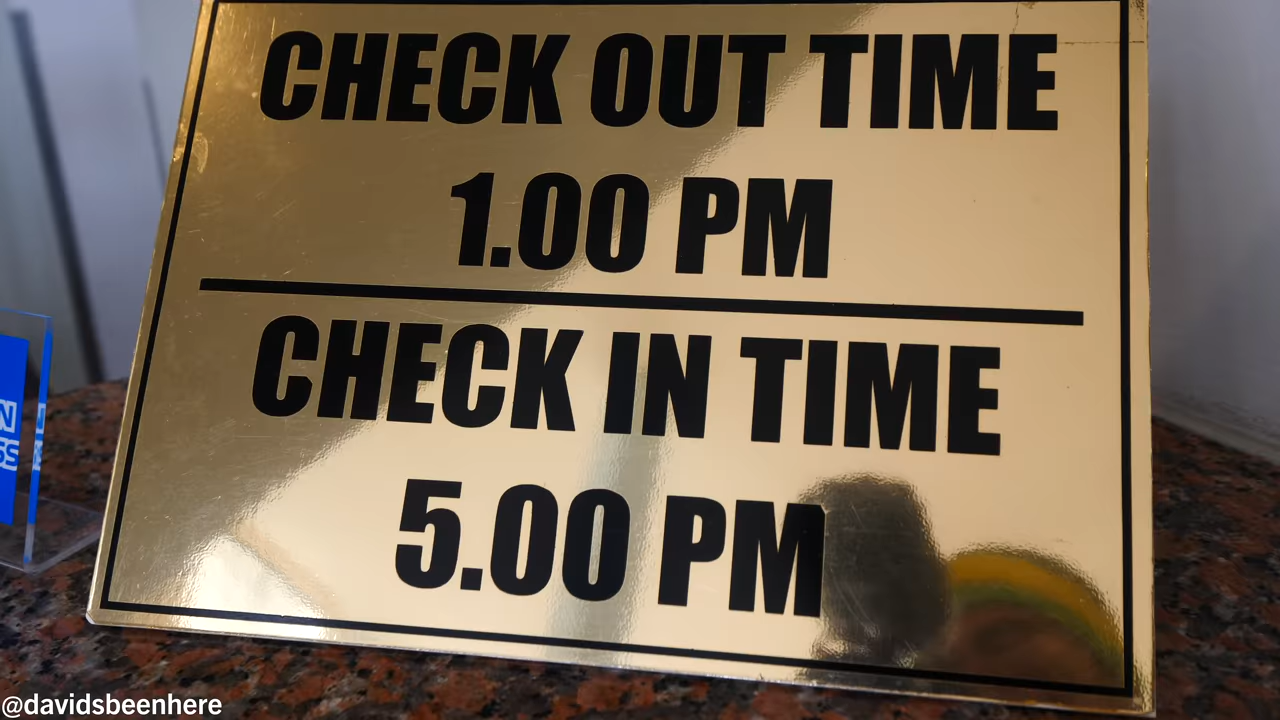 CHECK OUT TIME
1.00 PM
CHECK IN TIME
5.00 PM
@davidsbeenhere